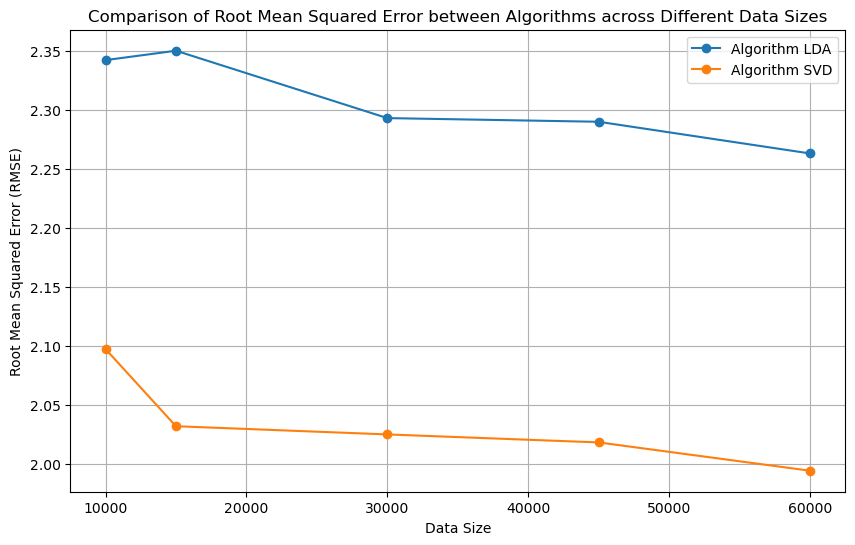 Comparison of Root Mean Squared Error between Algorithms across Different Data Sizes
Algorithm LDA
Algorithm SVD
2.35
2.30
2.25
2.20
2.15
2.10
2.05
2.00
Root Mean Squared Error (RMSE)
10000 20000 30000 40000 50000 60000
Data Size